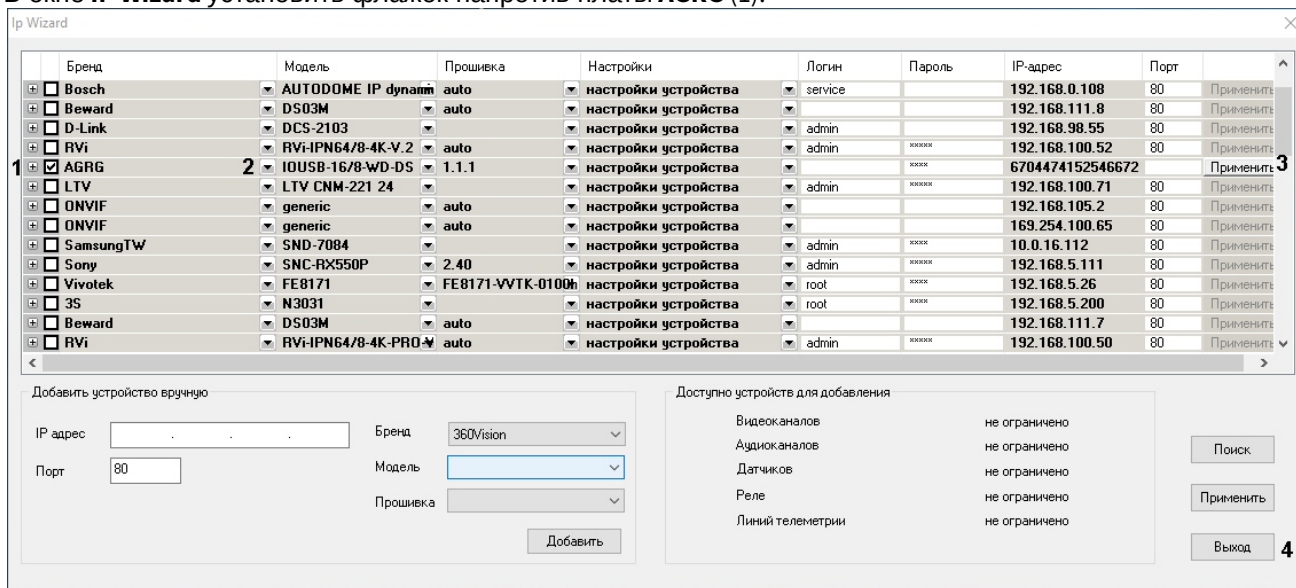 В окне IP Wizard установить флажок напротив платы AGRG (1).
Ip Wizard
Бренд Модель Прошивка Настройки Логин Пароль IP-адрес Порт
Bosch AUTODOME IP dynami auto настройки устройства service 192.168.0.108 80 Применить
Beward DS03M auto настройки устройства 192.168.111.8 80 Применить
D-Link DCS-2103 настройки устройства admin 192.168.98.55 80 Применить
RVi RVi-IPN64/8-4K-V.2 auto настройки устройства admin ***** 192.168.100.52 80 Применить
1 AGRG 2 IOUSB-16/8-WD-DS 1.1.1 настройки устройства **** 6704474152546672 Применить 3
LTV LTV CNM-221 24 настройки устройства admin ***** 192.168.100.71 80 Применить
ONVIF generic auto настройки устройства 192.168.105.2 80 Применить
ONVIF generic auto настройки устройства 169.254.100.65 80 Применить
SamsungTW SND-7084 настройки устройства admin **** 10.0.16.112 80 Применить
Sony SNC-RX550P 2.40 настройки устройства admin ***** 192.168.5.111 80 Применить
Vivotek FE8171 FE8171-VVTK-0100h настройки устройства root **** 192.168.5.26 80 Применить
3S N3031 настройки устройства root **** 192.168.5.200 80 Применить
Beward DS03M auto настройки устройства 192.168.111.7 80 Применить
RVi RVi-IPN64/8-4K-PRO-V auto настройки устройства admin ***** 192.168.100.50 80 Применить
Добавить устройство вручную
IP адрес . . .
Порт 80
Бренд 360Vision
Модель
Прошивка
Добавить
Доступно устройств для добавления
Видеоканалов не ограничено
Аудиоканалов не ограничено
Датчиков не ограничено
Реле не ограничено
Линий телеметрии не ограничено
Поиск
Применить
Выход 4